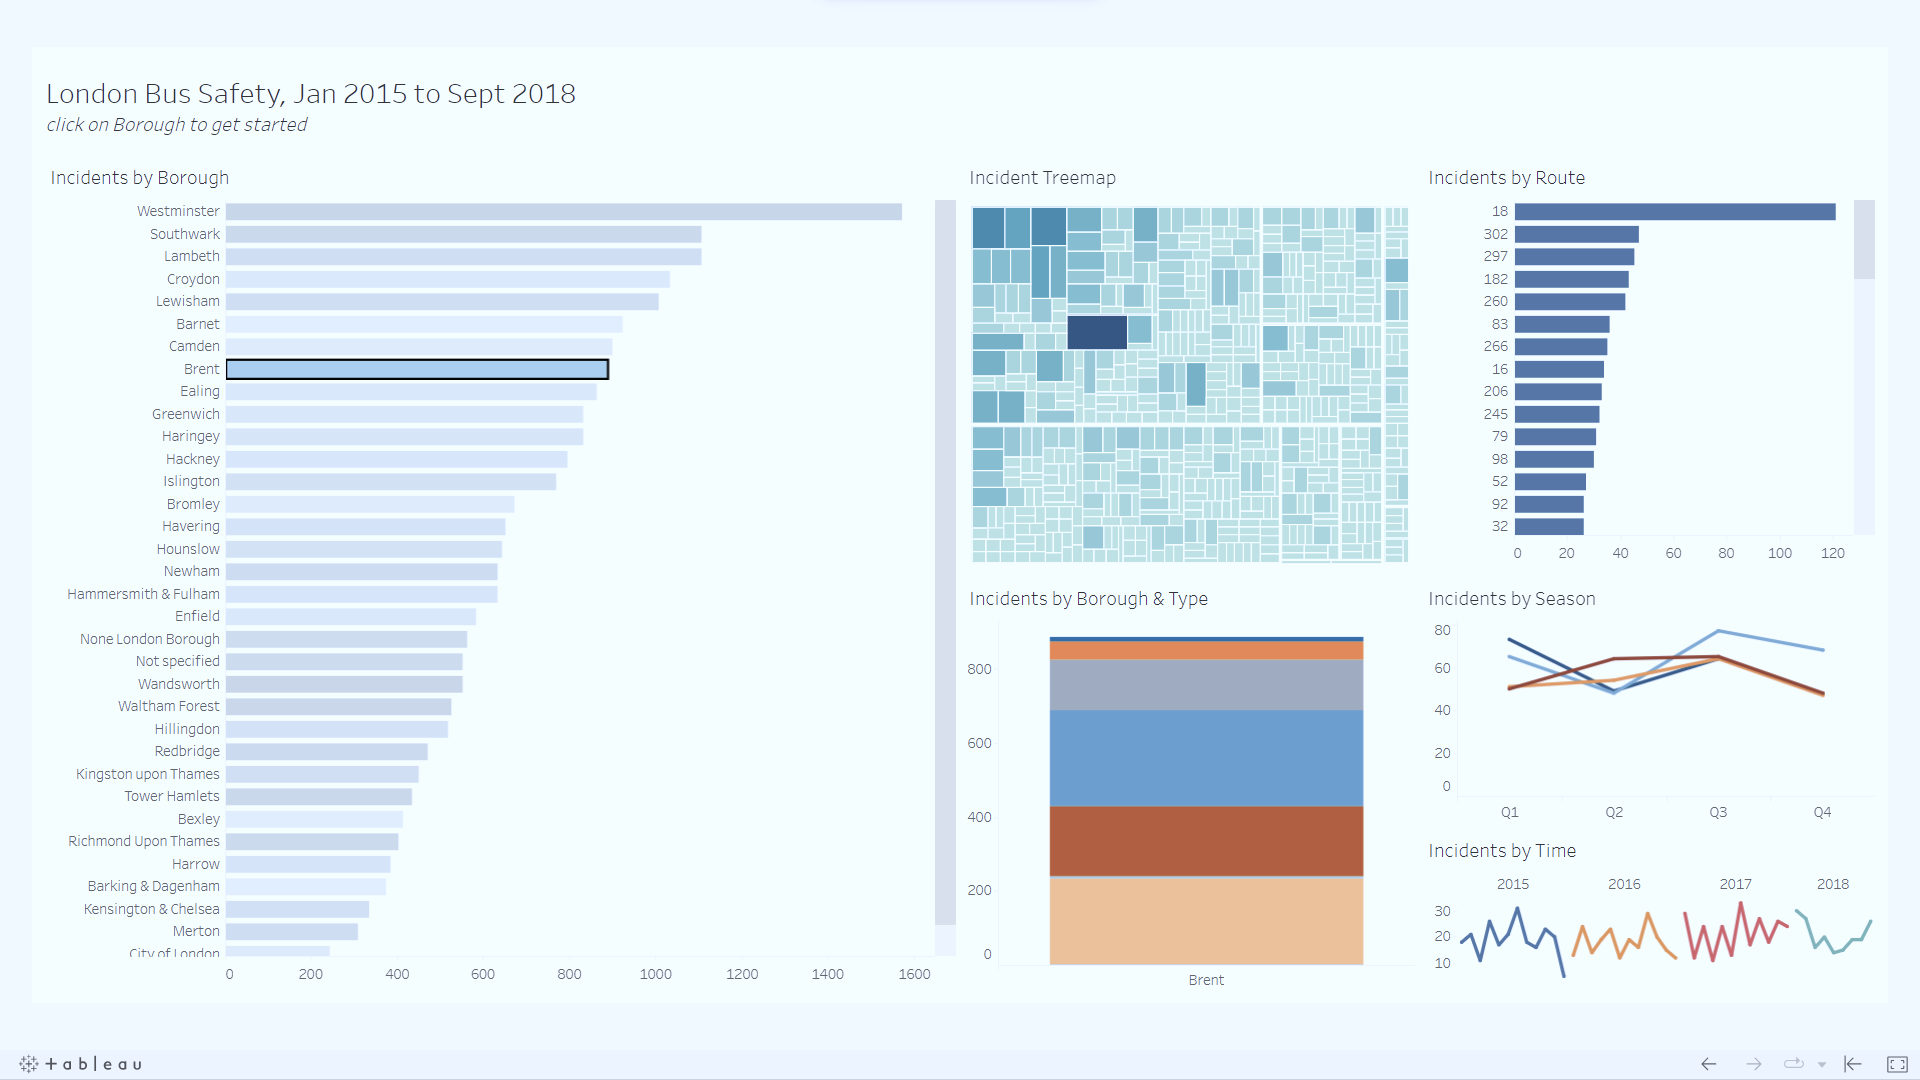 London Bus Safety, Jan 2015 to Sept 2018
click on Borough to get started
Incidents by Borough
Westminster
Southwark
Lambeth
Croydon
Lewisham
Barnet
Camden
Brent
Ealing
Greenwich
Haringey
Hackney
Islington
Bromley
Havering
Hounslow
Newham
Hammersmith & Fulham
Enfield
None London Borough
Not specified
Wandsworth
Waltham Forest
Hillingdon
Redbridge
Kingston upon Thames
Tower Hamlets
Bexley
Richmond Upon Thames
Harrow
Barking & Dagenham
Kensington & Chelsea
Merton
City of London
0 200 400 600 800 1000 1200 1400 1600
Incident Treemap
Incidents by Route
18
302
297
182
260
83
266
16
206
245
79
98
52
92
32
0 20 40 60 80 100 120
Incidents by Borough & Type
800
600
400
200
0
Brent
Incidents by Season
80
60
40
20
0
Q1 Q2 Q3 Q4
Incidents by Time
2015 2016 2017 2018
30
20
10
+ a b l e a u